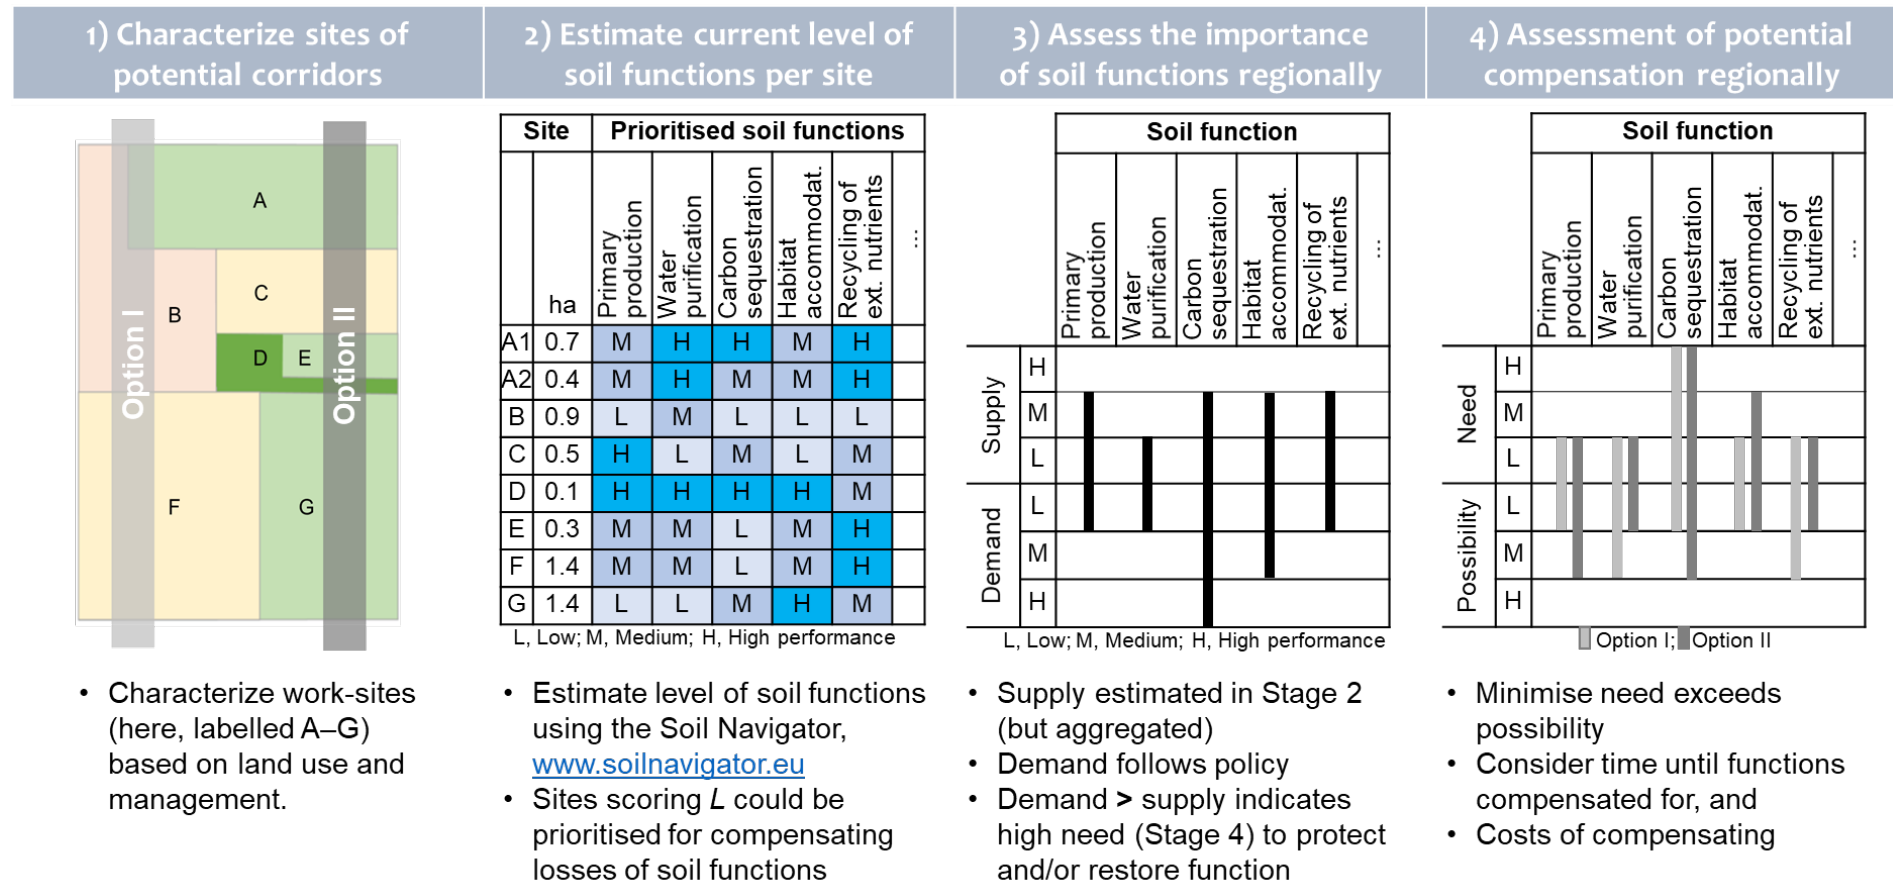 1) Characterize sites of
potential corridors
2) Estimate current level of
soil functions per site
3) Assess the importance
of soil functions regionally
4) Assessment of potential
compensation regionally
Option I
Option II
A
B
C
D
E
F
G
Site
Prioritised soil functions
ha
Primary
production
Water
purification
Carbon
sequestration
Habitat
accommodat.
Recycling of
ext. nutrients
...
A1 0.7 M H H M H
A2 0.4 M H M M H
B 0.9 L M L L L
C 0.5 H L M L M
D 0.1 H H H H M
E 0.3 M M L M H
F 1.4 M M L M H
G 1.4 L L M H M
L, Low; M, Medium; H, High performance
Soil function
Primary
production
Water
purification
Carbon
sequestration
Habitat
accommodat.
Recycling of
ext. nutrients
...
Supply
H
M
L
Demand
L
M
H
L, Low; M, Medium; H, High performance
Soil function
Primary
production
Water
purification
Carbon
sequestration
Habitat
accommodat.
Recycling of
ext. nutrients
...
Need
H
M
L
Possibility
L
M
H
Option I; Option II
• Characterize work-sites
(here, labelled A–G)
based on land use and
management.
• Estimate level of soil functions
using the Soil Navigator,
www.soilnavigator.eu
• Sites scoring L could be
prioritised for compensating
losses of soil functions
• Supply estimated in Stage 2
(but aggregated)
• Demand follows policy
• Demand > supply indicates
high need (Stage 4) to protect
and/or restore function
• Minimise need exceeds
possibility
• Consider time until functions
compensated for, and
• Costs of compensating